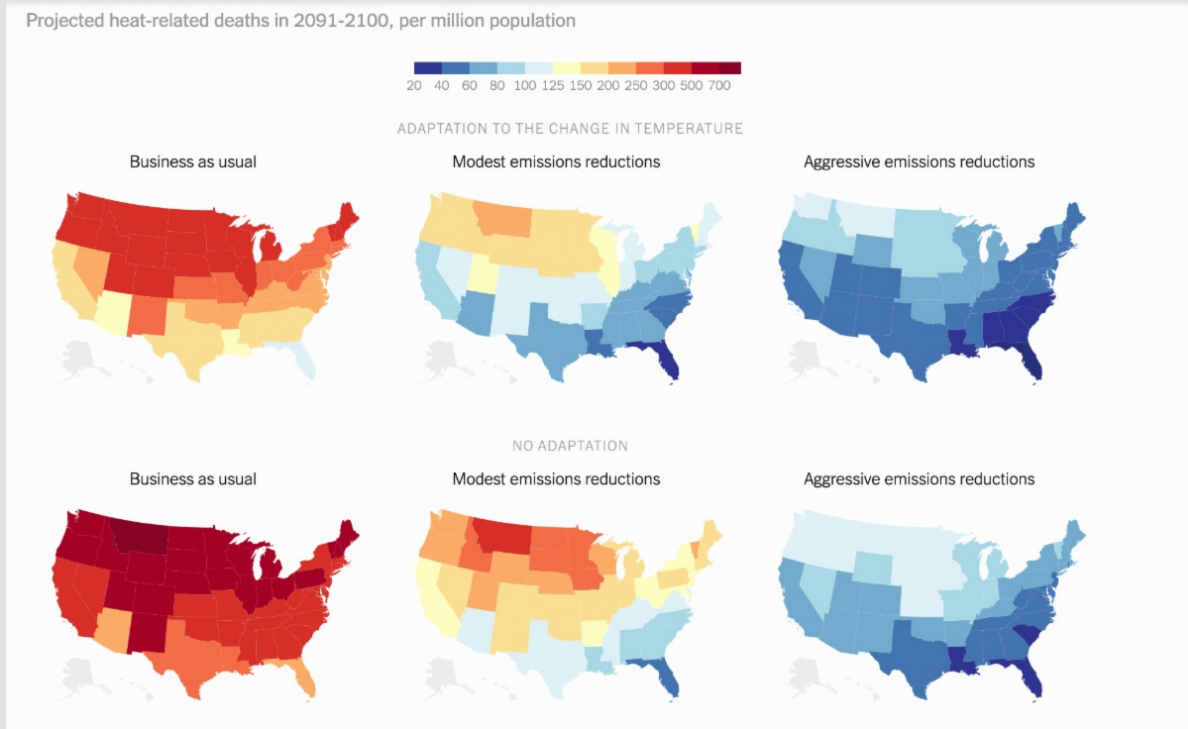 Projected heat-related deaths in 2091-2100, per million population
20 40 60 80 100 125 150 200 250 300 500 700
ADAPTATION TO THE CHANGE IN TEMPERATURE
Business as usual Modest emissions reductions Aggressive emissions reductions
NO ADAPTATION
Business as usual Modest emissions reductions Aggressive emissions reductions